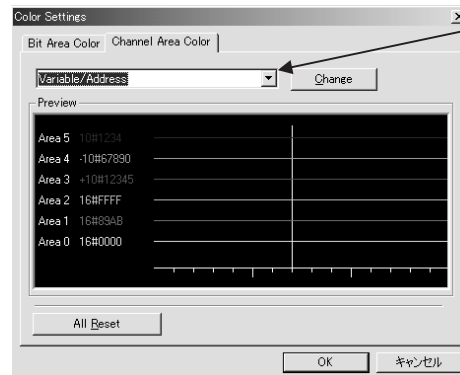 Color Settings
Bit Area Color Channel Area Color
Variable/Address Change
Preview
Area 5 10#1234
Area 4 -10#67890
Area 3 +10#12345
Area 2 16#FFFF
Area 1 16#89AB
Area 0 16#0000
All Reset
OK キャンセル